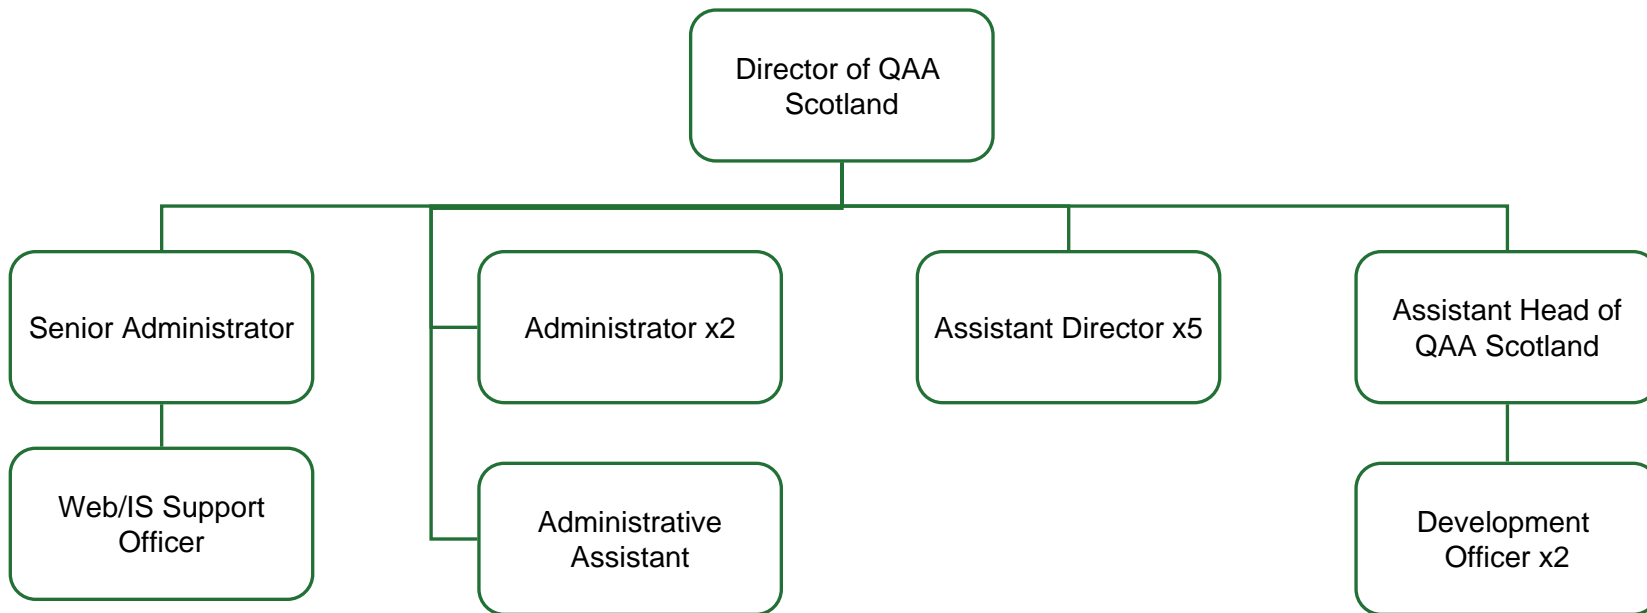 Director of QAA
Scotland
Senior Administrator
Administrator x2
Assistant Director x5
Assistant Head of
QAA Scotland
Web/IS Support
Officer
Administrative
Assistant
Development
Officer x2